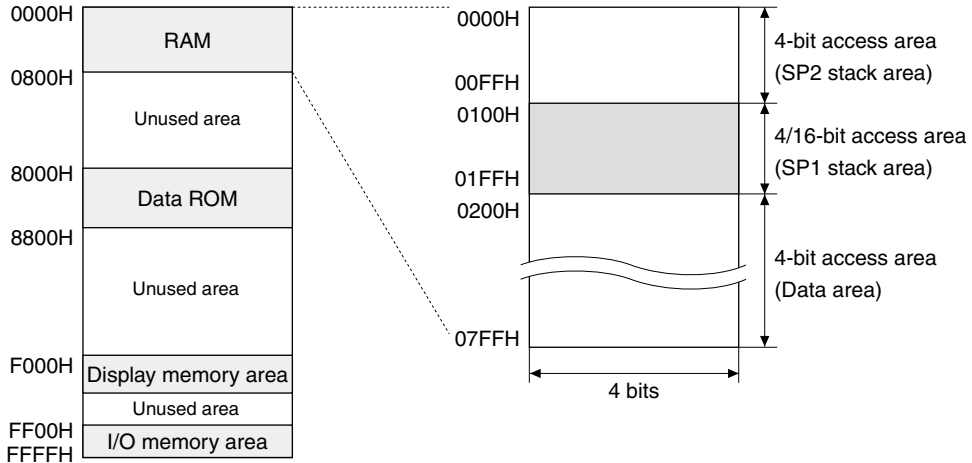 0000H
RAM
0800H
Unused area
8000H
Data ROM
8800H
Unused area
F000H
Display memory area
Unused area
FF00H
I/O memory area
FFFFH
0000H
00FFH
4-bit access area
(SP2 stack area)
0100H
01FFH
4/16-bit access area
(SP1 stack area)
0200H
07FFH
4-bit access area
(Data area)
4 bits